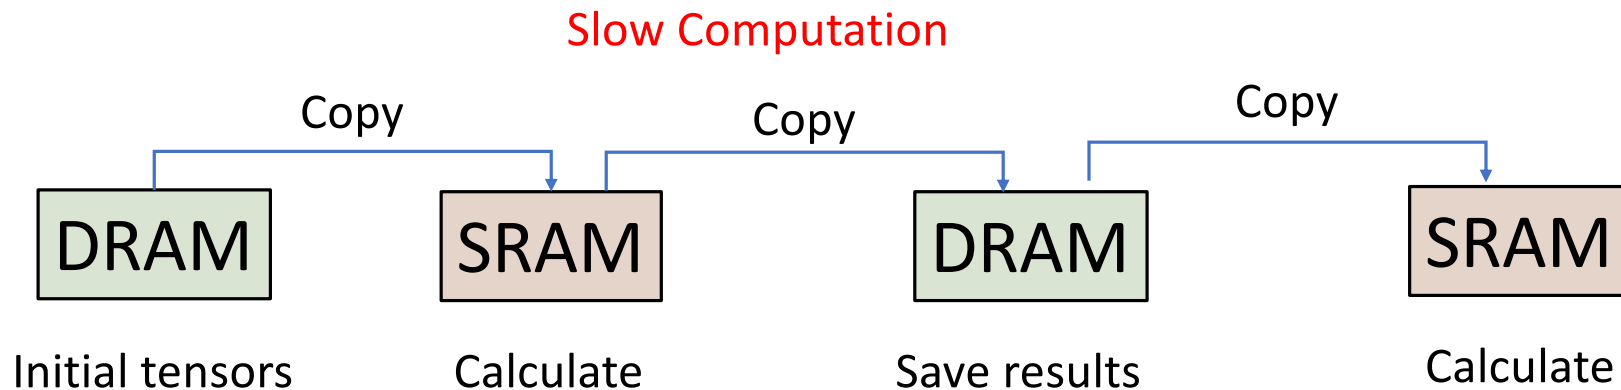 Slow Computation
Copy
Copy
Copy
DRAM
SRAM
DRAM
SRAM
Initial tensors
Calculate
Save results
Calculate